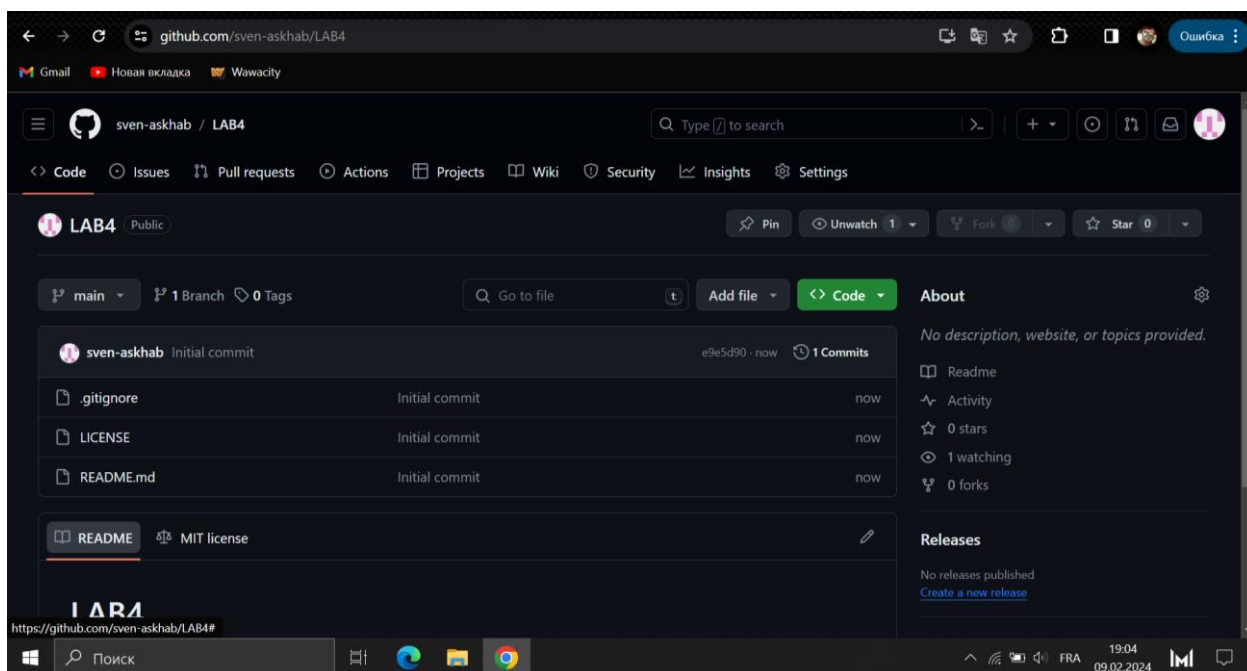 github.com/sven-askhab/LAB4 Ошибка
Gmail Новая вкладка Wawacity
sven-askhab / LAB4 Type / to search
Code Issues Pull requests Actions Projects Wiki Security Insights Settings
LAB4 Public Pin Unwatch 1 Fork 0 Star 0
main 1 Branch 0 Tags Go to file t Add file Code
About
No description, website, or topics provided.
sven-askhab Initial commit e9e5d90 · now 1 Commits
.gitignore Initial commit now
LICENSE Initial commit now
README.md Initial commit now
Readme
Activity
0 stars
1 watching
0 forks
README MIT license
LAB4
Releases
No releases published
Create a new release
https://github.com/sven-askhab/LAB4#
Поиск FRA 19:04
09.02.2024